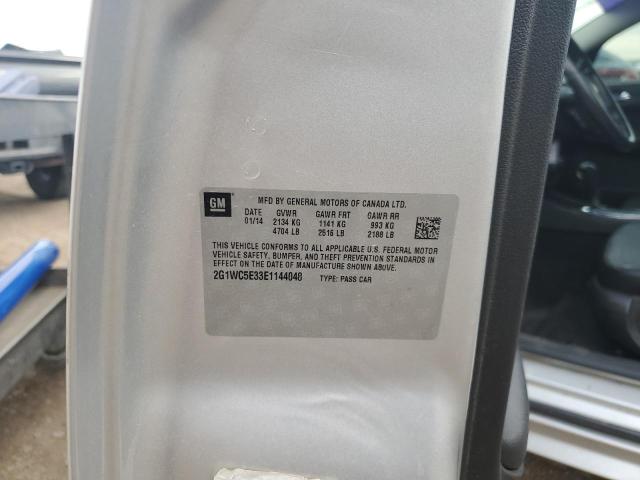 GM
MFD BY GENERAL MOTORS OF CANADA LTD.
DATE GVWR GAWR FRT GAWR RR
01/14 2134 KG 1141 KG 993 KG
4704 LB 2516 LB 2188 LB
THIS VEHICLE CONFORMS TO ALL APPLICABLE U.S. FEDERAL MOTOR
VEHICLE SAFETY, BUMPER, AND THEFT PREVENTION STANDARDS IN
EFFECT ON THE DATE OF MANUFACTURE SHOWN ABOVE.
2G1WC5E33E1144048 TYPE: PASS CAR